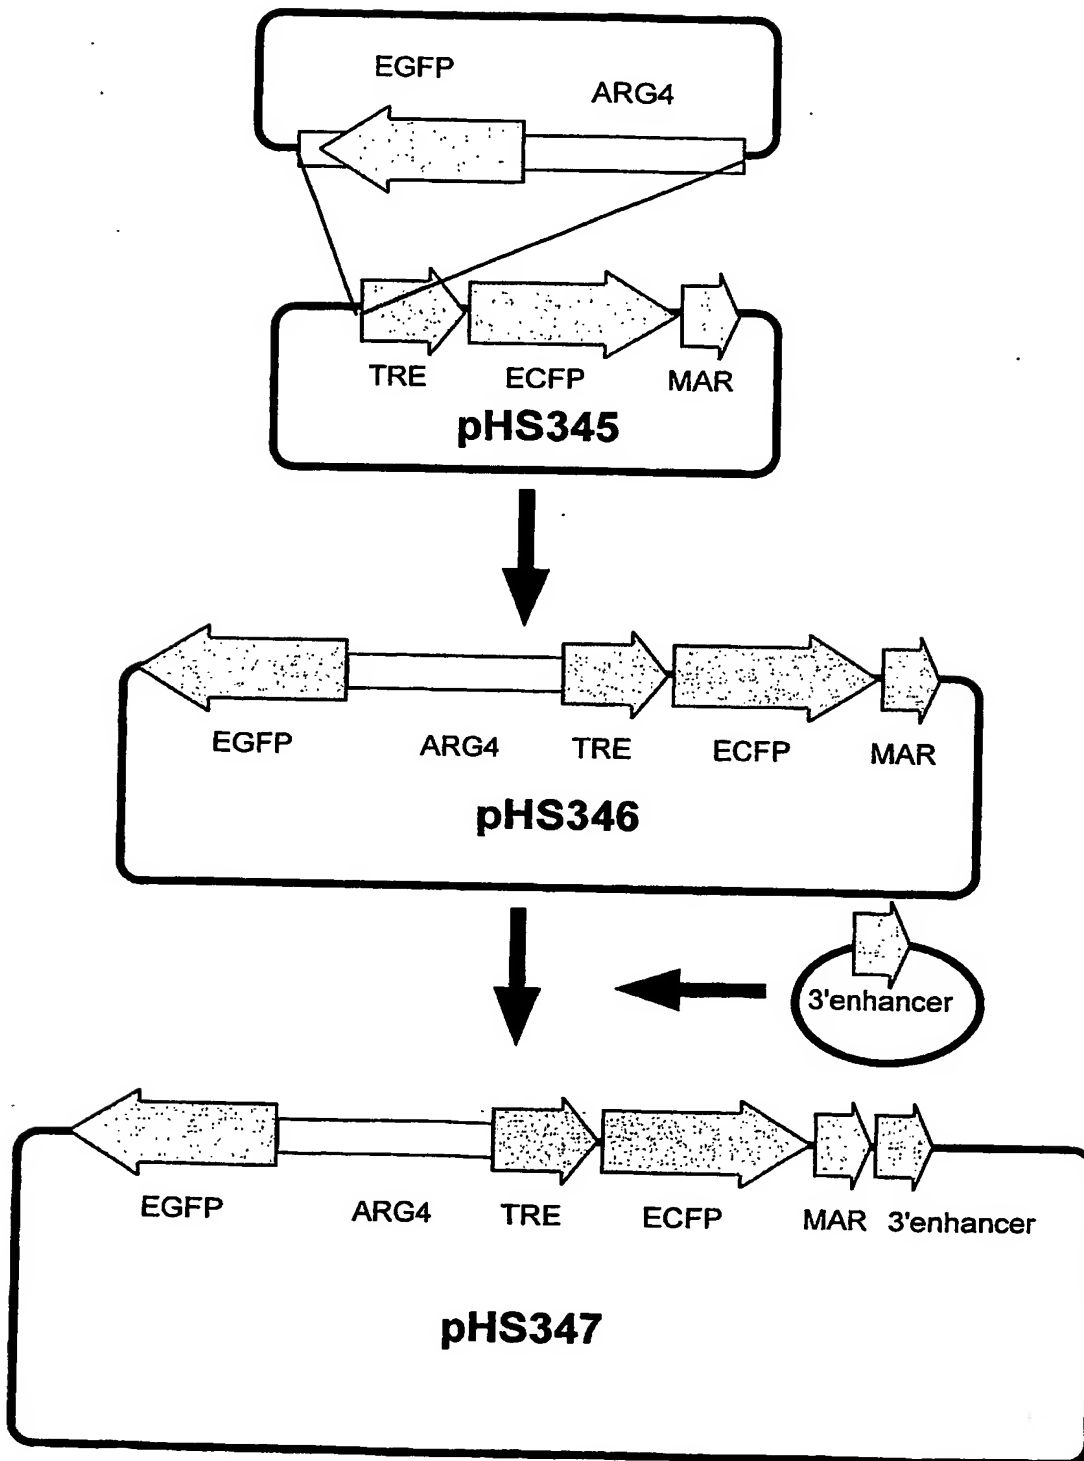 EGFP
ARG4
TRE
ECFP
MAR
pHS345
EGFP
ARG4
TRE
ECFP
MAR
pHS346
3'enhancer
EGFP
ARG4
TRE
ECFP
MAR
3'enhancer
pHS347